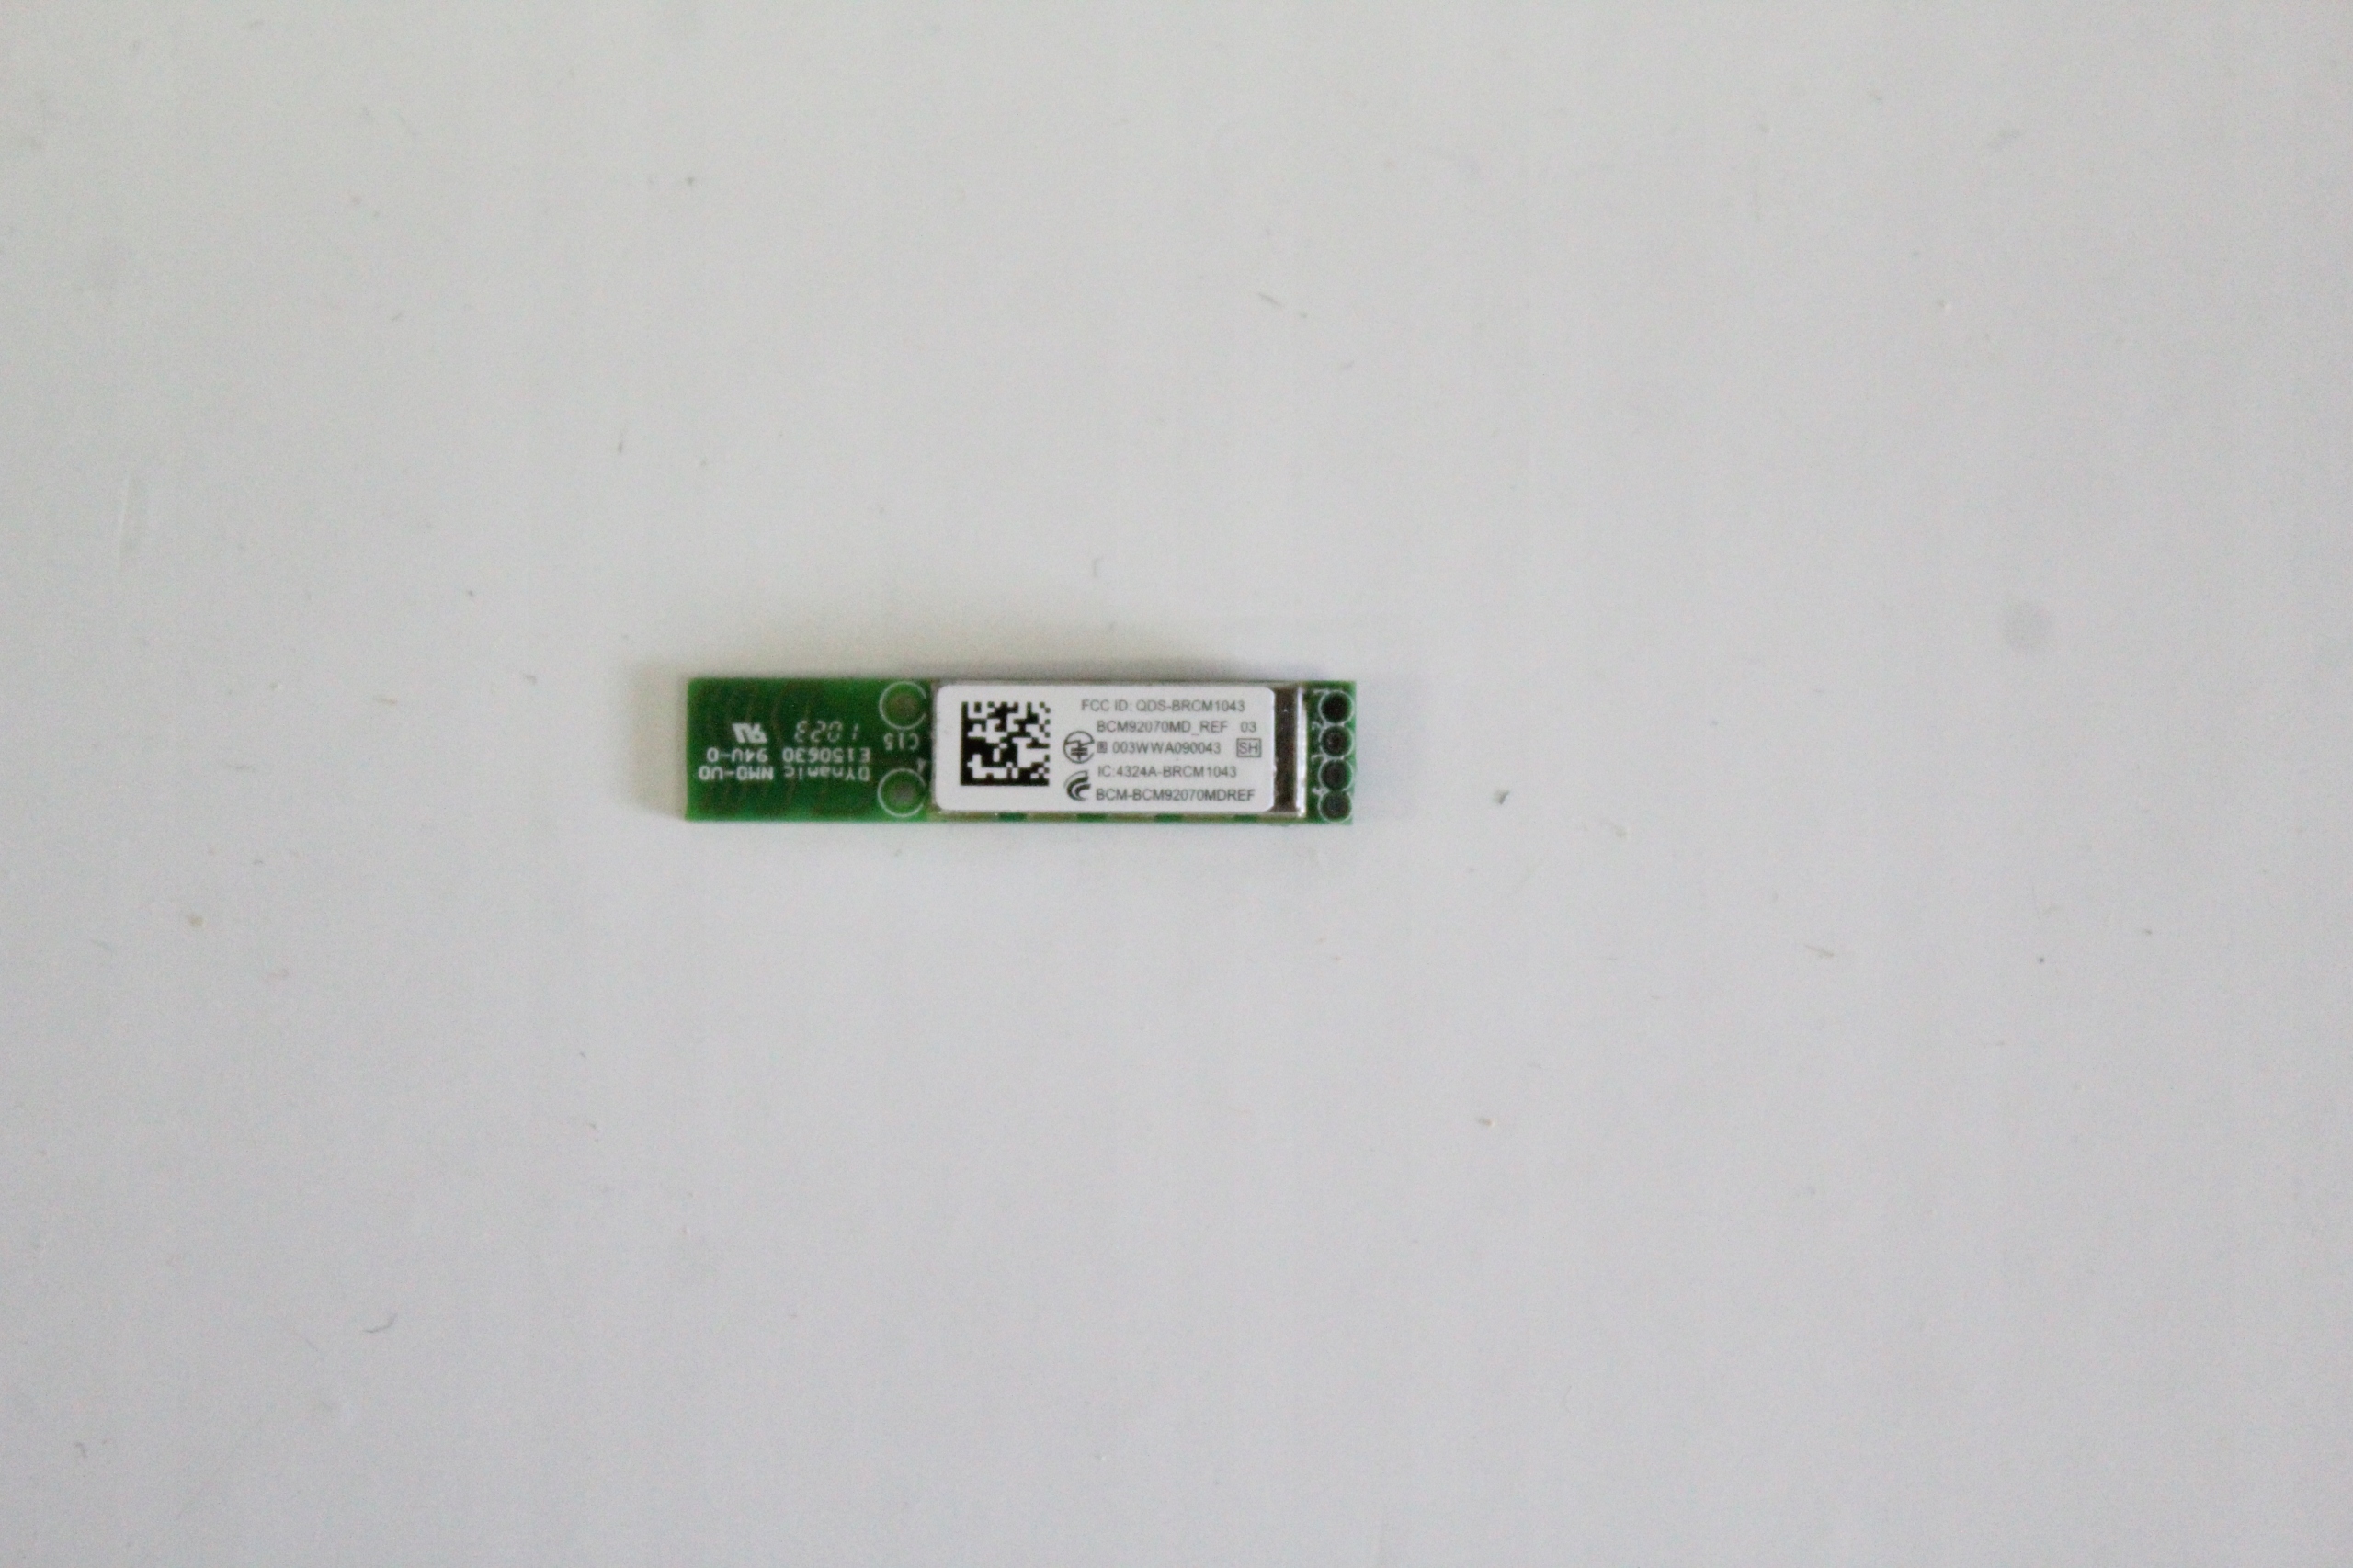 FCC ID: QDS-BRCM1043
BCM92070MD_REF 03
003WWA090043 SH
IC:4324A-BRCM1043
BCM-BCM92070MDREF
DYnamic NMO-U0
E150630 94V-0
1023
C15